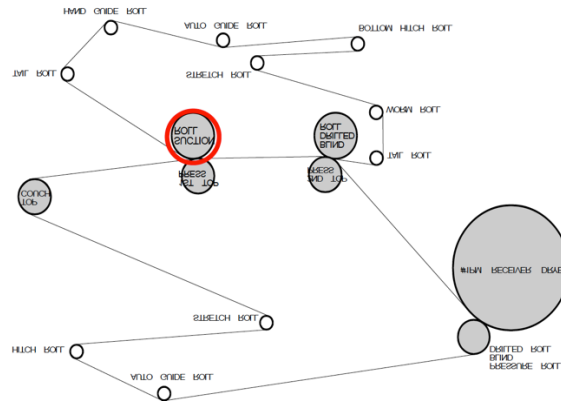 HAND GUIDE ROLL
AUTO GUIDE ROLL
BOTTOM HITCH ROLL
TAIL ROLL
STRETCH ROLL
WORM ROLL
SUCTION
ROLL
BLIND
DRILLED
ROLL
TAIL ROLL
1ST TOP
PRESS
2ND TOP
PRESS
TOP
COUCH
#1PM RECEIVER DRYE
STRETCH ROLL
HITCH ROLL
AUTO GUIDE ROLL
PRESSURE ROLL
BLIND
DRILLED ROLL